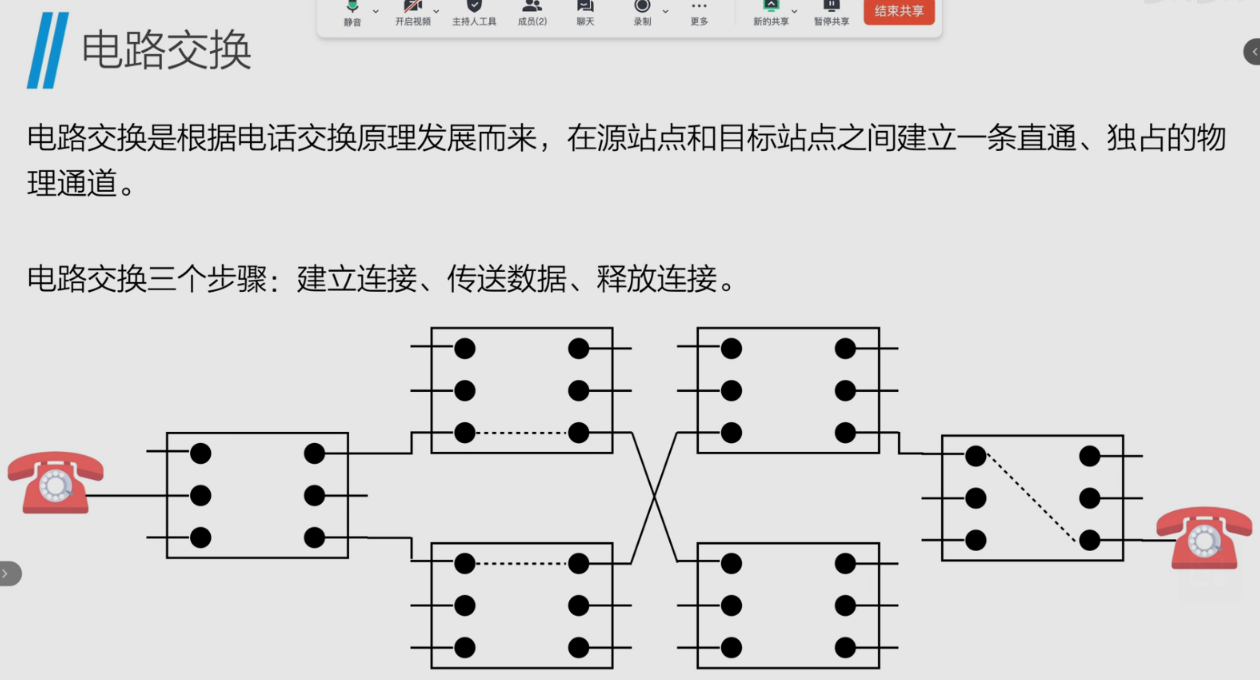 静音
开启视频
主持人工具
成员(2)
聊天
录制
更多
新的共享
暂停共享
结束共享
电路交换
电路交换是根据电话交换原理发展而来，在源站点和目标站点之间建立一条直通、独占的物
理通道。
电路交换三个步骤：建立连接、传送数据、释放连接。